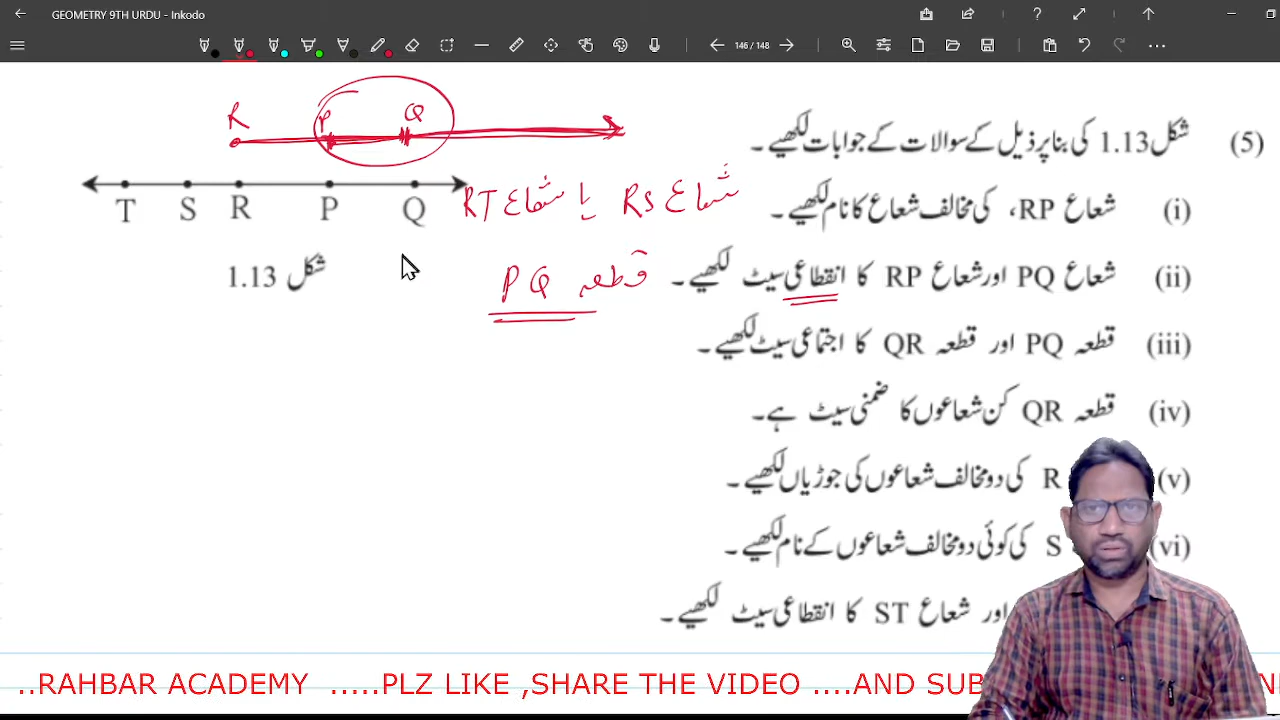 GEOMETRY 9TH URDU - Inkodo
146 / 148
R P Q
T S R P Q
شکل 1.13
(5) شکل 1.13 کی بنا پر ذیل کے سوالات کے جوابات لکھیے۔
(i) شعاع RP، کی مخالف شعاع کا نام لکھیے۔
شعاع RS یا شعاع RT
(ii) شعاع PQ اور شعاع RP کا انقطاعی سیٹ لکھیے۔
قطعہ PQ
(iii) قطعہ PQ اور قطعہ QR کا اجتماعی سیٹ لکھیے۔
(iv) قطعہ QR کن شعاعوں کا ضمنی سیٹ ہے۔
(v) R کی دو مخالف شعاعوں کی جوڑیاں لکھیے۔
(vi) S کی کوئی دو مخالف شعاعوں کے نام لکھیے۔
اور شعاع ST کا انقطاعی سیٹ لکھیے۔
..RAHBAR ACADEMY .....PLZ LIKE ,SHARE THE VIDEO ....AND SUB